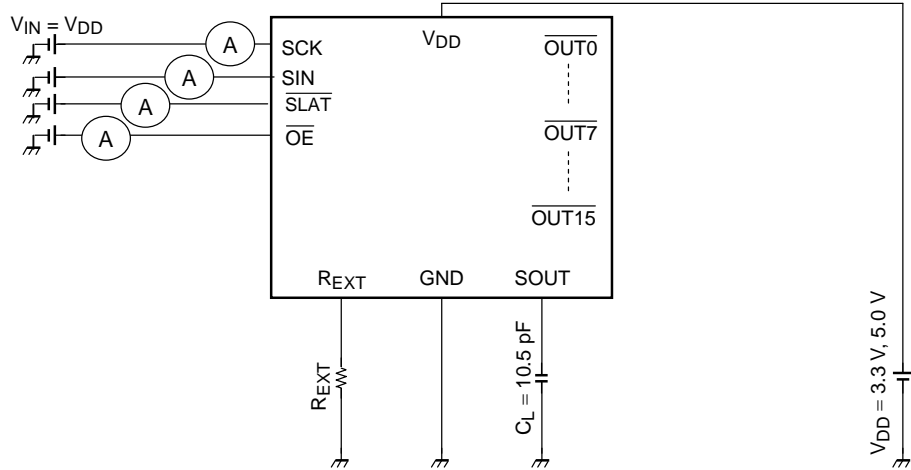 V_IN = V_DD
A
SCK
V_DD
OUT0
A
SIN
A
SLAT
A
OE
OUT7
OUT15
R_EXT
GND
SOUT
R_EXT
C_L = 10.5 pF
V_DD = 3.3 V, 5.0 V